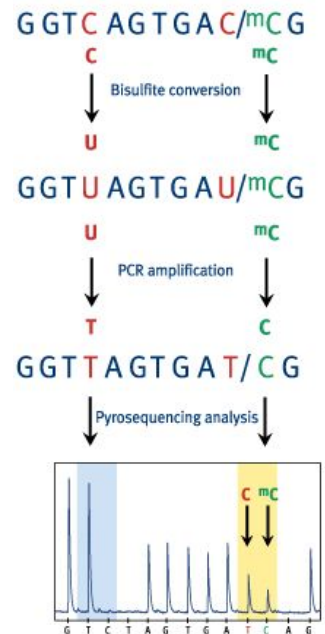 GGTCAGTGAC/mCG
C mC
Bisulfite conversion
U mC
GGTUAGTGAU/mCG
U mC
PCR amplification
T C
GGTTAGTGAT/CG
Pyrosequencing analysis
C mC
G T C T A G T G A T C A G